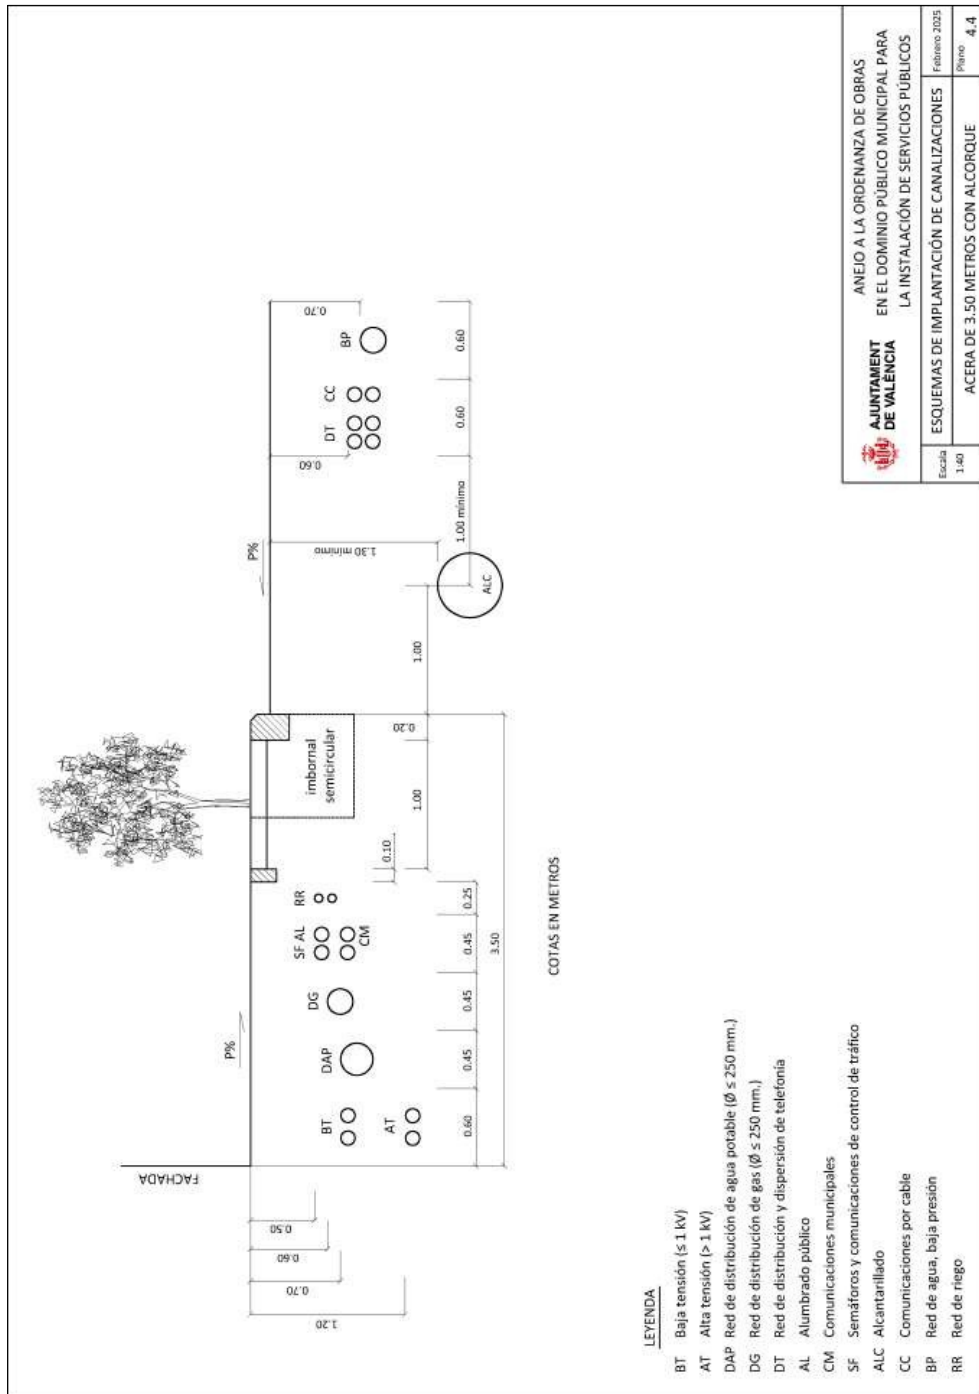 FACHADA
P%
P%
0.50
0.60
0.70
1.20
BT
AT
DAP
DG
SF AL
CM
RR
imbornal
semicircular
ALC
DT
CC
BP
0.10
1.00
0.20
1.00
1.30 mínimo
1.00 mínimo
0.60
0.70
0.60
0.60
0.60
0.45
0.45
0.45
0.25
3.50
COTAS EN METROS
LEYENDA
BT Baja tensión (≤ 1 kV)
AT Alta tensión (> 1 kV)
DAP Red de distribución de agua potable (Ø ≤ 250 mm.)
DG Red de distribución de gas (Ø ≤ 250 mm.)
DT Red de distribución y dispersión de telefonía
AL Alumbrado público
CM Comunicaciones municipales
SF Semáforos y comunicaciones de control de tráfico
ALC Alcantarillado
CC Comunicaciones por cable
BP Red de agua, baja presión
RR Red de riego
AJUNTAMENT
DE VALÈNCIA
ANEJO A LA ORDENANZA DE OBRAS
EN EL DOMINIO PÚBLICO MUNICIPAL PARA
LA INSTALACIÓN DE SERVICIOS PÚBLICOS
Escala
1:40
ESQUEMAS DE IMPLANTACIÓN DE CANALIZACIONES
Febrero 2025
ACERA DE 3.50 METROS CON ALCORQUE
Plano 4.4